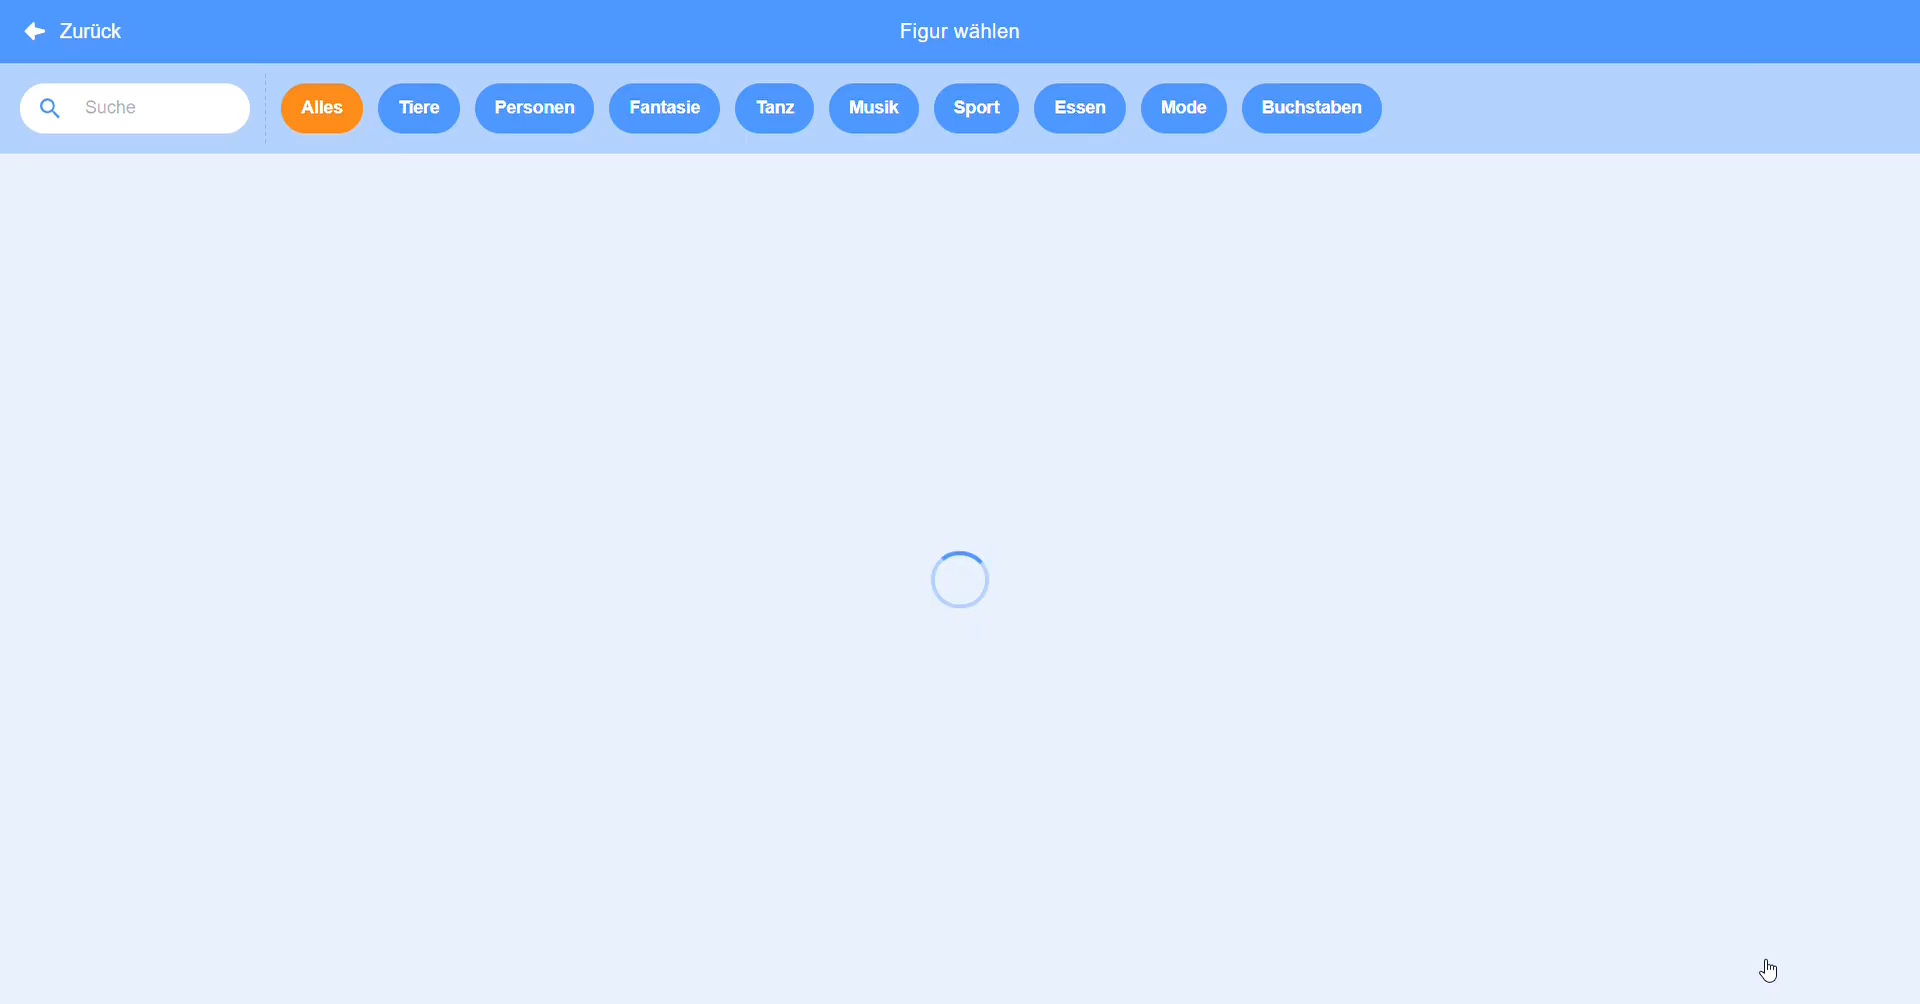 Zurück
Figur wählen
Suche
Alles
Tiere
Personen
Fantasie
Tanz
Musik
Sport
Essen
Mode
Buchstaben